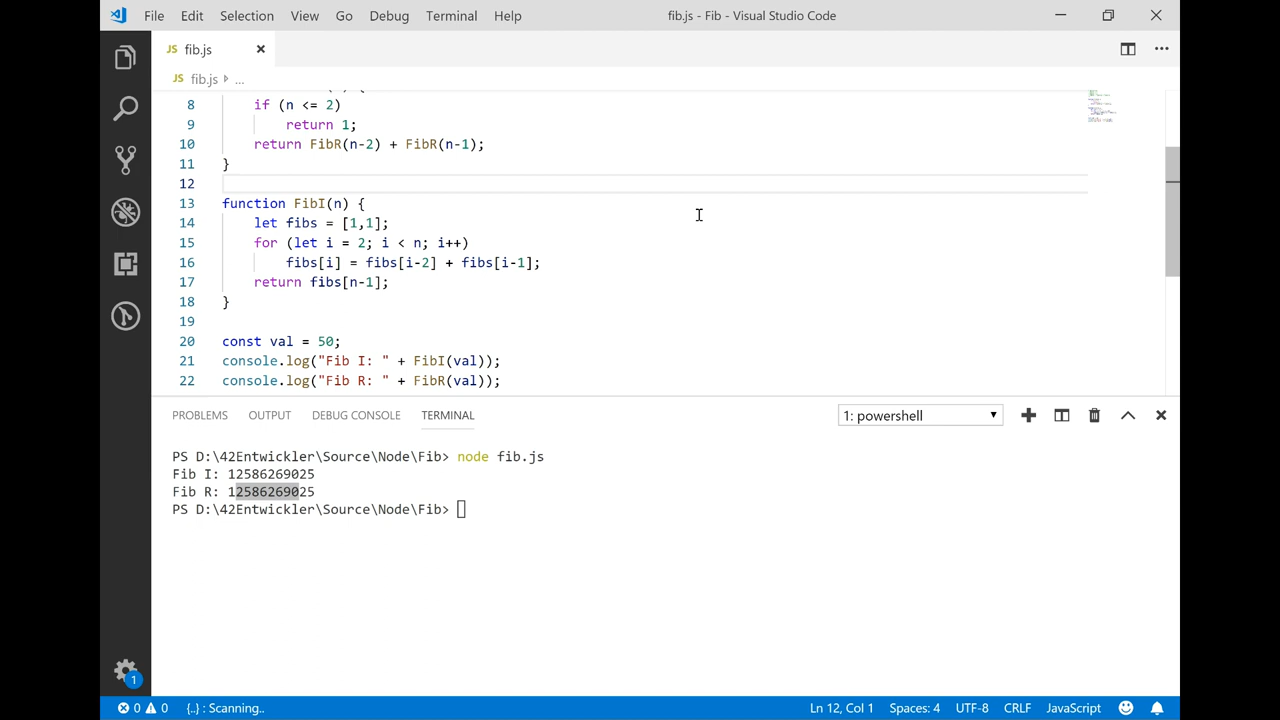 File Edit Selection View Go Debug Terminal Help fib.js - Fib - Visual Studio Code
JS fib.js
JS fib.js ...
8 if (n <= 2)
9 return 1;
10 return FibR(n-2) + FibR(n-1);
11 }
12
13 function FibI(n) {
14 let fibs = [1,1];
15 for (let i = 2; i < n; i++)
16 fibs[i] = fibs[i-2] + fibs[i-1];
17 return fibs[n-1];
18 }
19
20 const val = 50;
21 console.log("Fib I: " + FibI(val));
22 console.log("Fib R: " + FibR(val));
PROBLEMS OUTPUT DEBUG CONSOLE TERMINAL 1: powershell
PS D:\42Entwickler\Source\Node\Fib> node fib.js
Fib I: 12586269025
Fib R: 12586269025
PS D:\42Entwickler\Source\Node\Fib>
1
0 0 {..} : Scanning.. Ln 12, Col 1 Spaces: 4 UTF-8 CRLF JavaScript